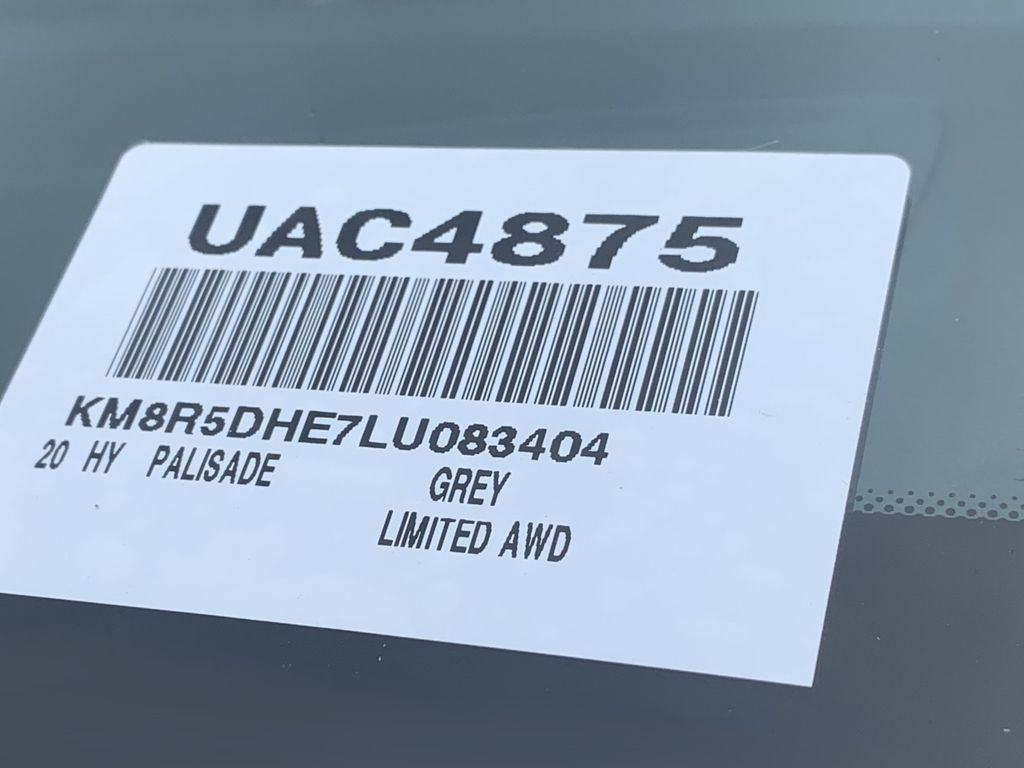 UAC4875
KM8R5DHE7LU083404
20 HY PALISADE GREY
LIMITED AWD